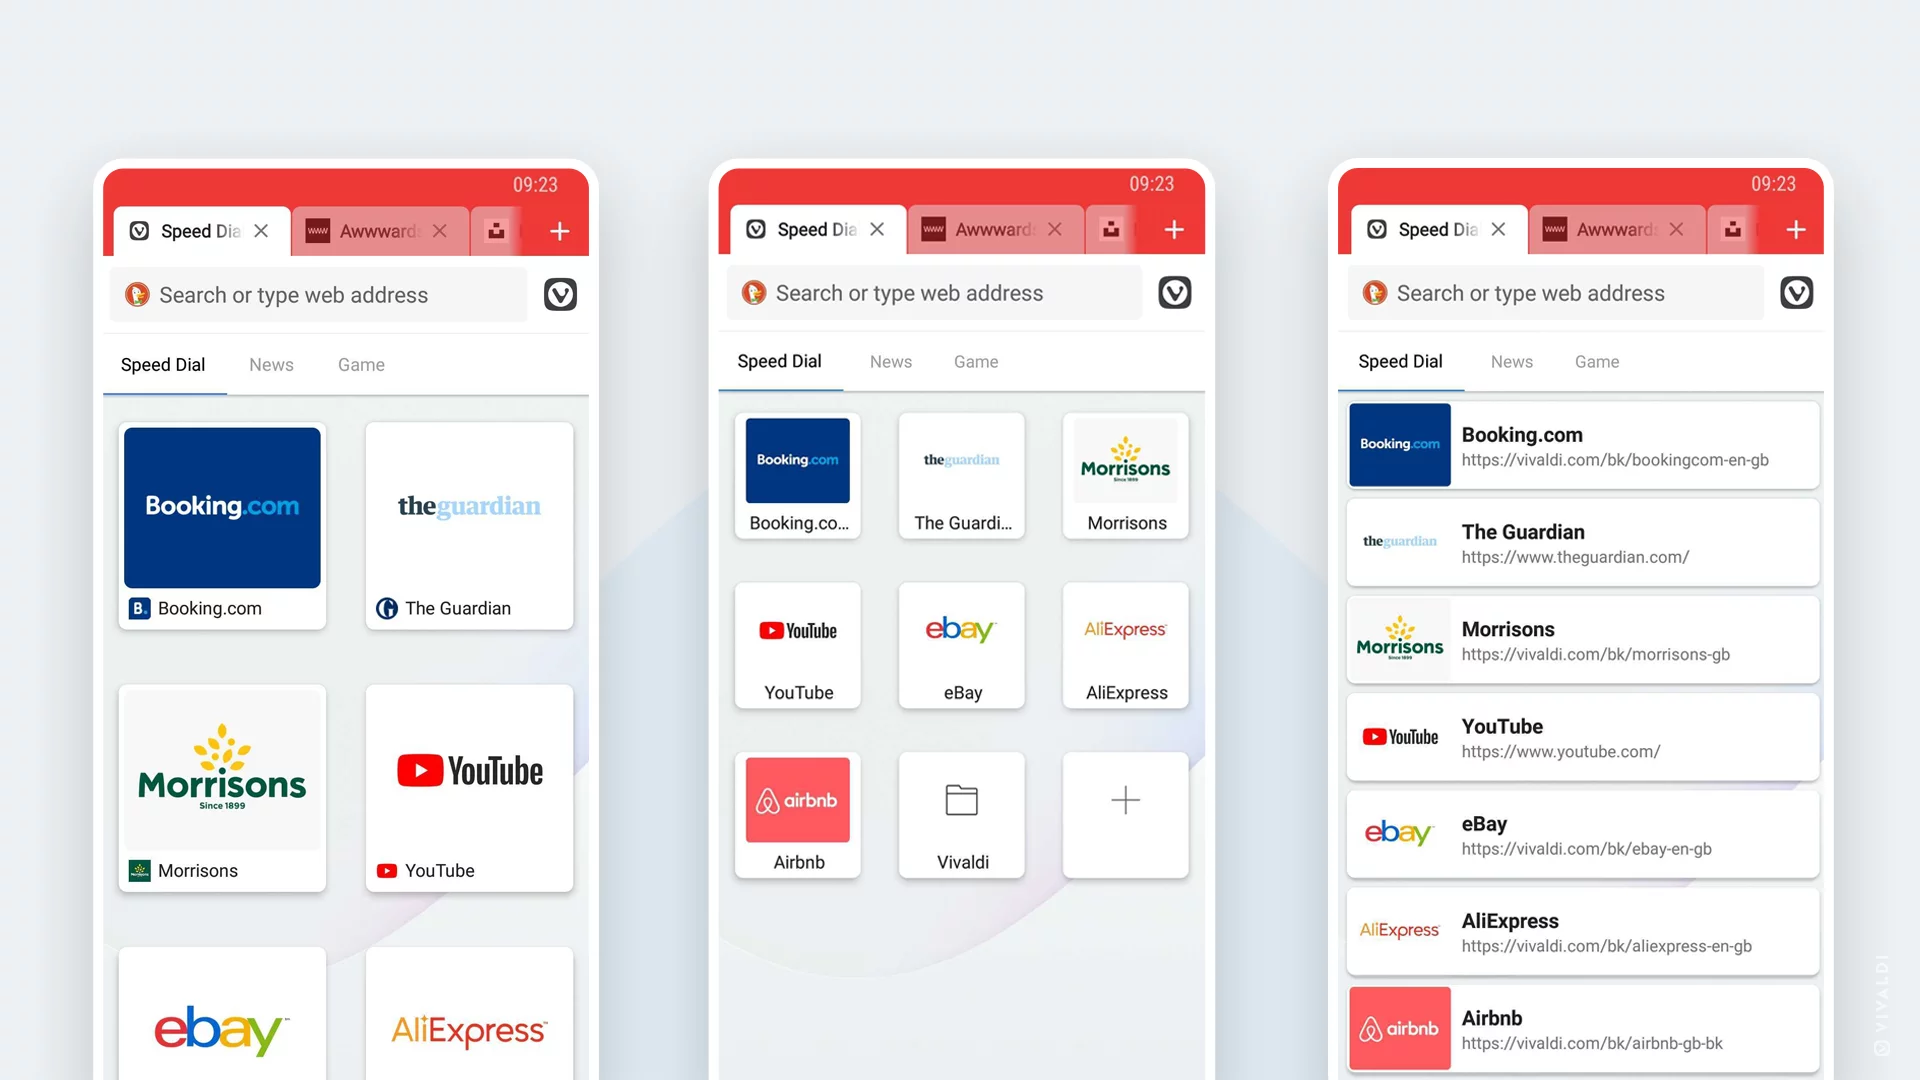 09:23
Speed Dia
Awwward
Search or type web address
Speed Dial
News
Game
Booking.com
theguardian
B. Booking.com
The Guardian
Morrisons
Since 1899
YouTube
Morrisons
YouTube
ebay
AliExpress
09:23
Speed Dia
www
Awwward
Search or type web address
Speed Dial
News
Game
Booking.com
theguardian
Morrisons
Since 1899
Booking.co...
The Guardi...
Morrisons
YouTube
ebay
AliExpress
YouTube
eBay
AliExpress
airbnb
Airbnb
Vivaldi
09:23
Speed Dia
www
Awwward
Search or type web address
Speed Dial
News
Game
Booking.com
Booking.com
https://vivaldi.com/bk/bookingcom-en-gb
theguardian
The Guardian
https://www.theguardian.com/
Morrisons
Since 1899
Morrisons
https://vivaldi.com/bk/morrisons-gb
YouTube
YouTube
https://www.youtube.com/
ebay
eBay
https://vivaldi.com/bk/ebay-en-gb
AliExpress
AliExpress
https://vivaldi.com/bk/aliexpress-en-gb
airbnb
Airbnb
https://vivaldi.com/bk/airbnb-gb-bk
VIVALDI